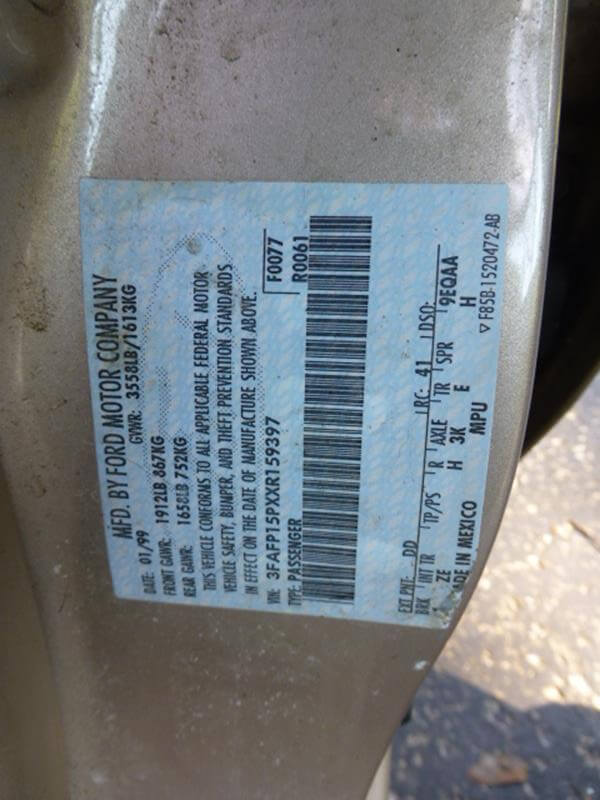 MFD. BY FORD MOTOR COMPANY
DATE: 01/99 GVWR: 3558LB/1613KG
FRONT GAWR: 1912LB 867KG
REAR GAWR: 1658LB 752KG
THIS VEHICLE CONFORMS TO ALL APPLICABLE FEDERAL MOTOR
VEHICLE SAFETY, BUMPER, AND THEFT PREVENTION STANDARDS
IN EFFECT ON THE DATE OF MANUFACTURE SHOWN ABOVE.
VIN: 3FAFP15PXXR159397 F0077
TYPE: PASSENGER R0061
EXT PNT: DD RC: 41 DSO:
BRK INT TR TP/PS R AXLE TR SPR 9EQAA
ZE H 3K E H
MADE IN MEXICO MPU
▽ F85B-1520472-AB